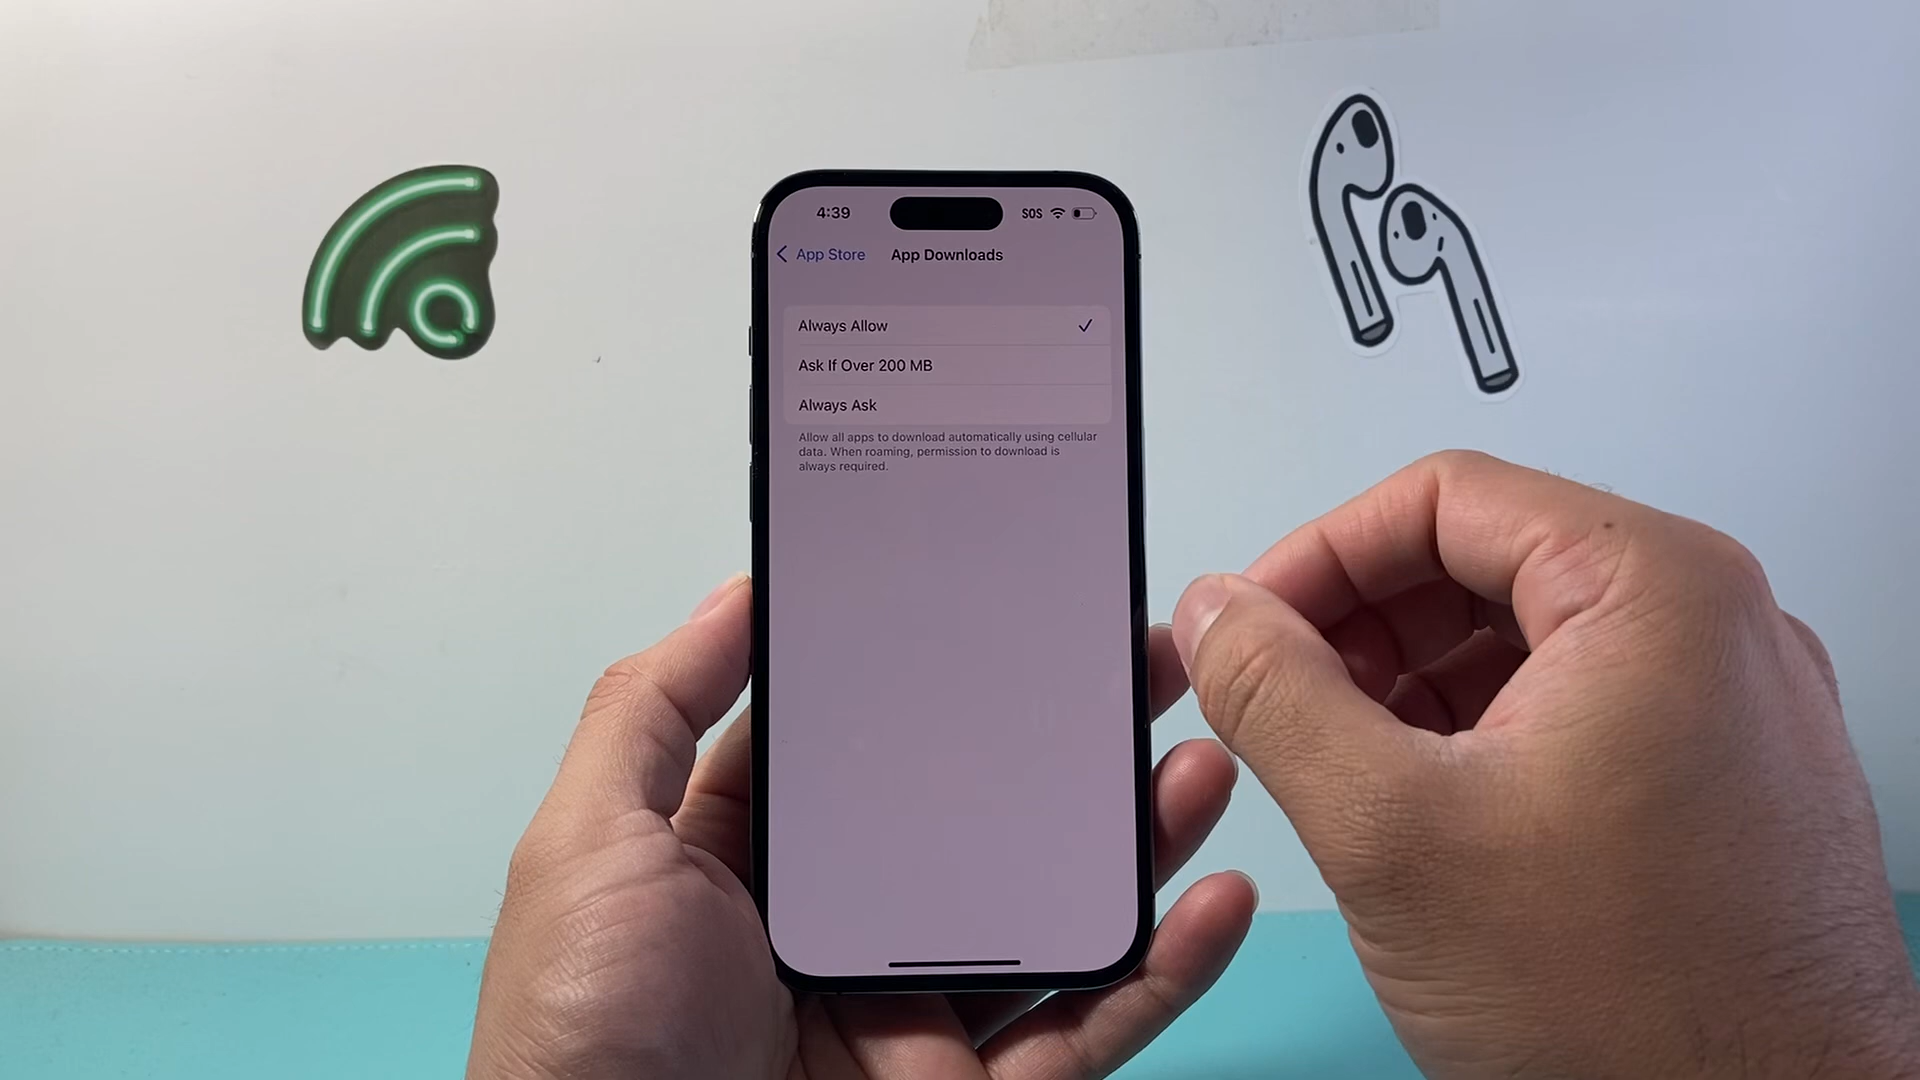 4:39
SOS
App Store
App Downloads
Always Allow
Ask If Over 200 MB
Always Ask
Allow all apps to download automatically using cellular
data. When roaming, permission to download is
always required.